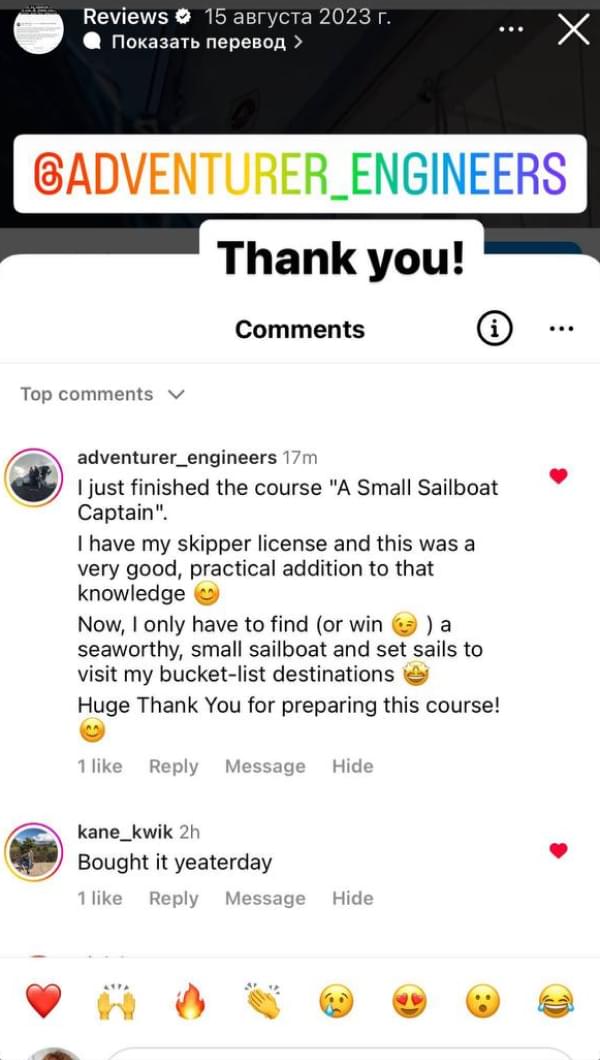 Reviews 15 августа 2023 г.
Показать перевод >
@ADVENTURER_ENGINEERS
Thank you!
Comments
Top comments
adventurer_engineers 17m
I just finished the course "A Small Sailboat
Captain".
I have my skipper license and this was a
very good, practical addition to that
knowledge 😊
Now, I only have to find (or win 😉 ) a
seaworthy, small sailboat and set sails to
visit my bucket-list destinations 🤩
Huge Thank You for preparing this course!
😊
1 like Reply Message Hide
kane_kwik 2h
Bought it yeaterday
1 like Reply Message Hide